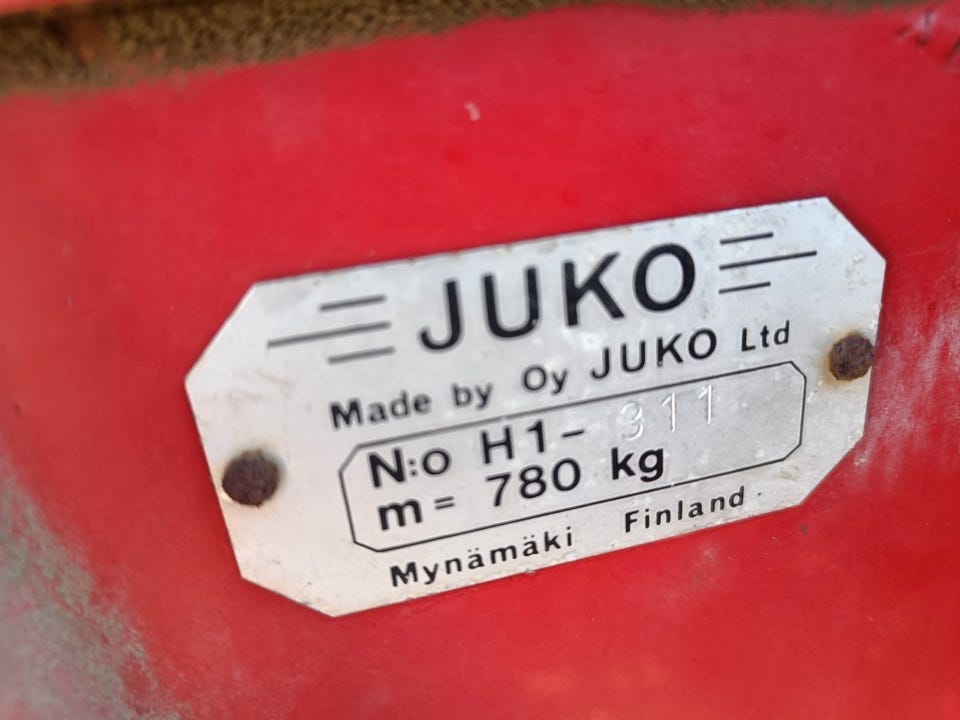 JUKO
Made by Oy JUKO Ltd
N:o H1- 311
m= 780 kg
Mynämäki Finland